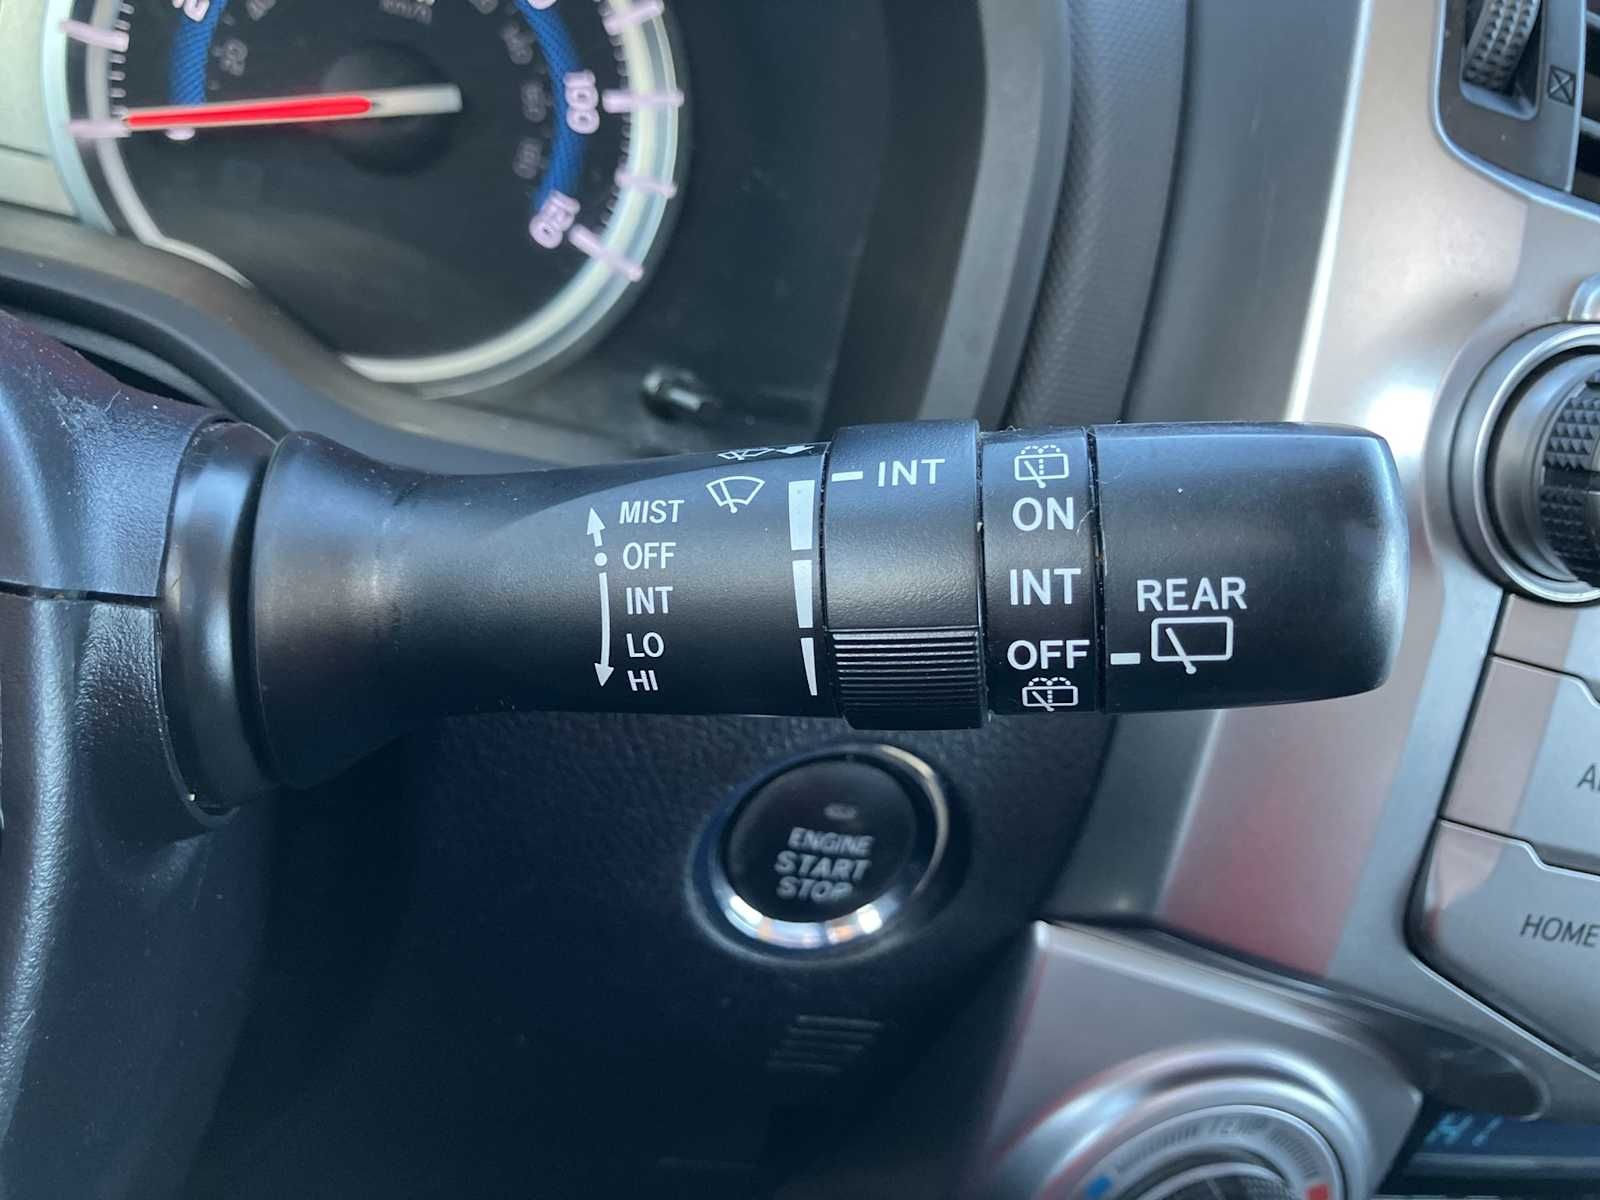 100
120
MIST
OFF
INT
LO
HI
INT
ON
INT
OFF
REAR
ENGINE
START
STOP
HOME